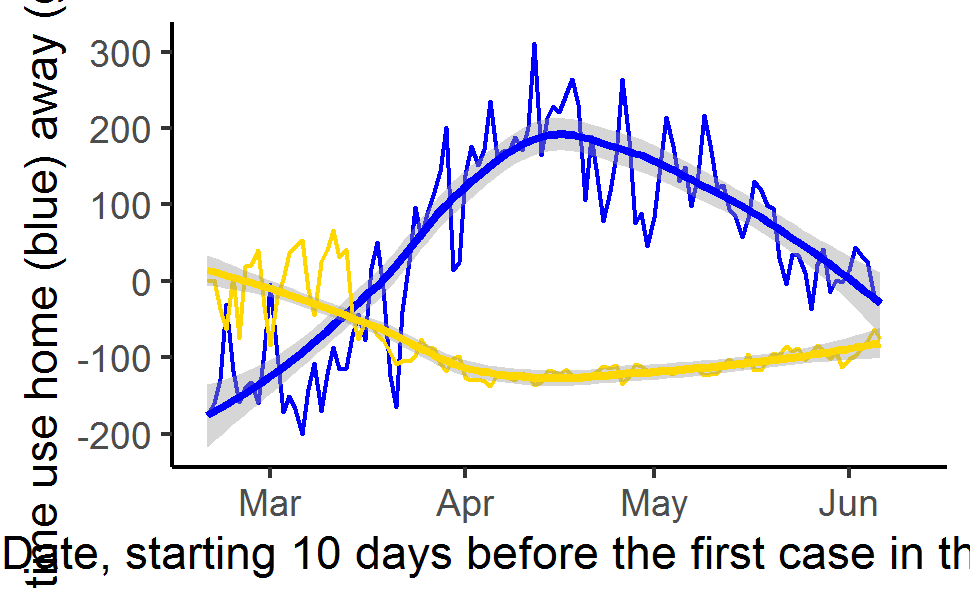 time use home (blue) away (
300
200
100
0
-100
-200
Mar Apr May Jun
Date, starting 10 days before the first case in th